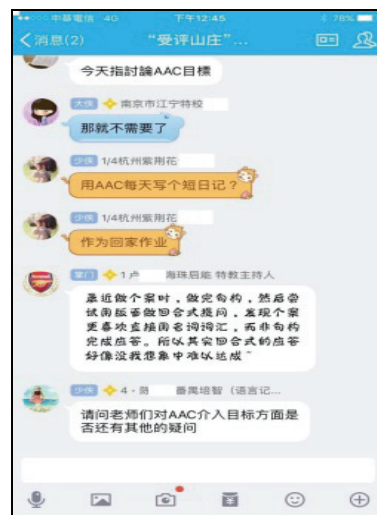 中華電信 4G 下午12:45 78%
消息(2) “受评山庄”...
今天指討論AAC目標
大侠 南京市江宁特校
那就不需要了
少侠 1/4杭州紫荆花
用AAC每天写个短日记？
少侠 1/4杭州紫荆花
作为回家作业
掌门 1卢 海珠启能 特教主持人
最近做个案时，做完句构，然后尝
试用版面做回合式提问，发现个案
更喜欢直接用名词词汇，而非句构
完成应答。所以其实回合式的应答
好像没我想象中难以达成~
少侠 4 - 番禺培智（语言记...
请问老师们对AAC介入目标方面是
否还有其他的疑问